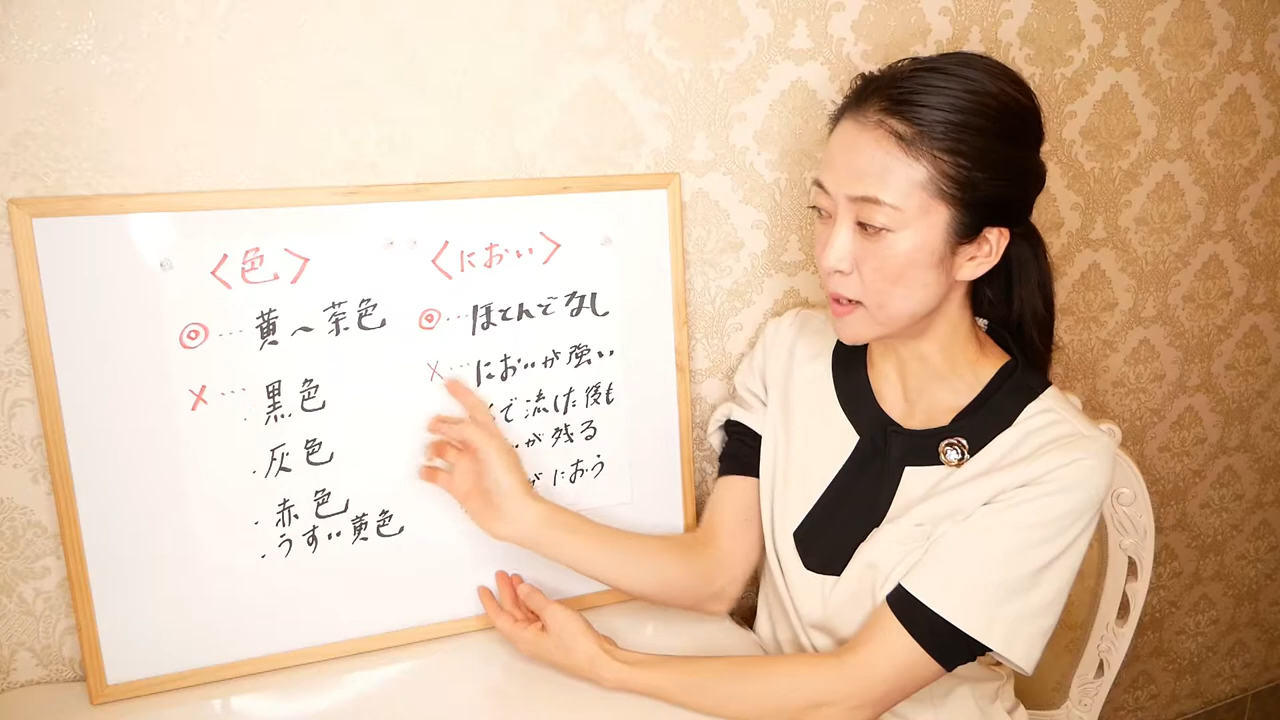 〈色〉
◎…黄〜茶色
×…
・黒色
・灰色
・赤色
・うすい黄色
〈におい〉
◎…ほとんどなし
×…においが強い
で流した後も
が残る
がにおう